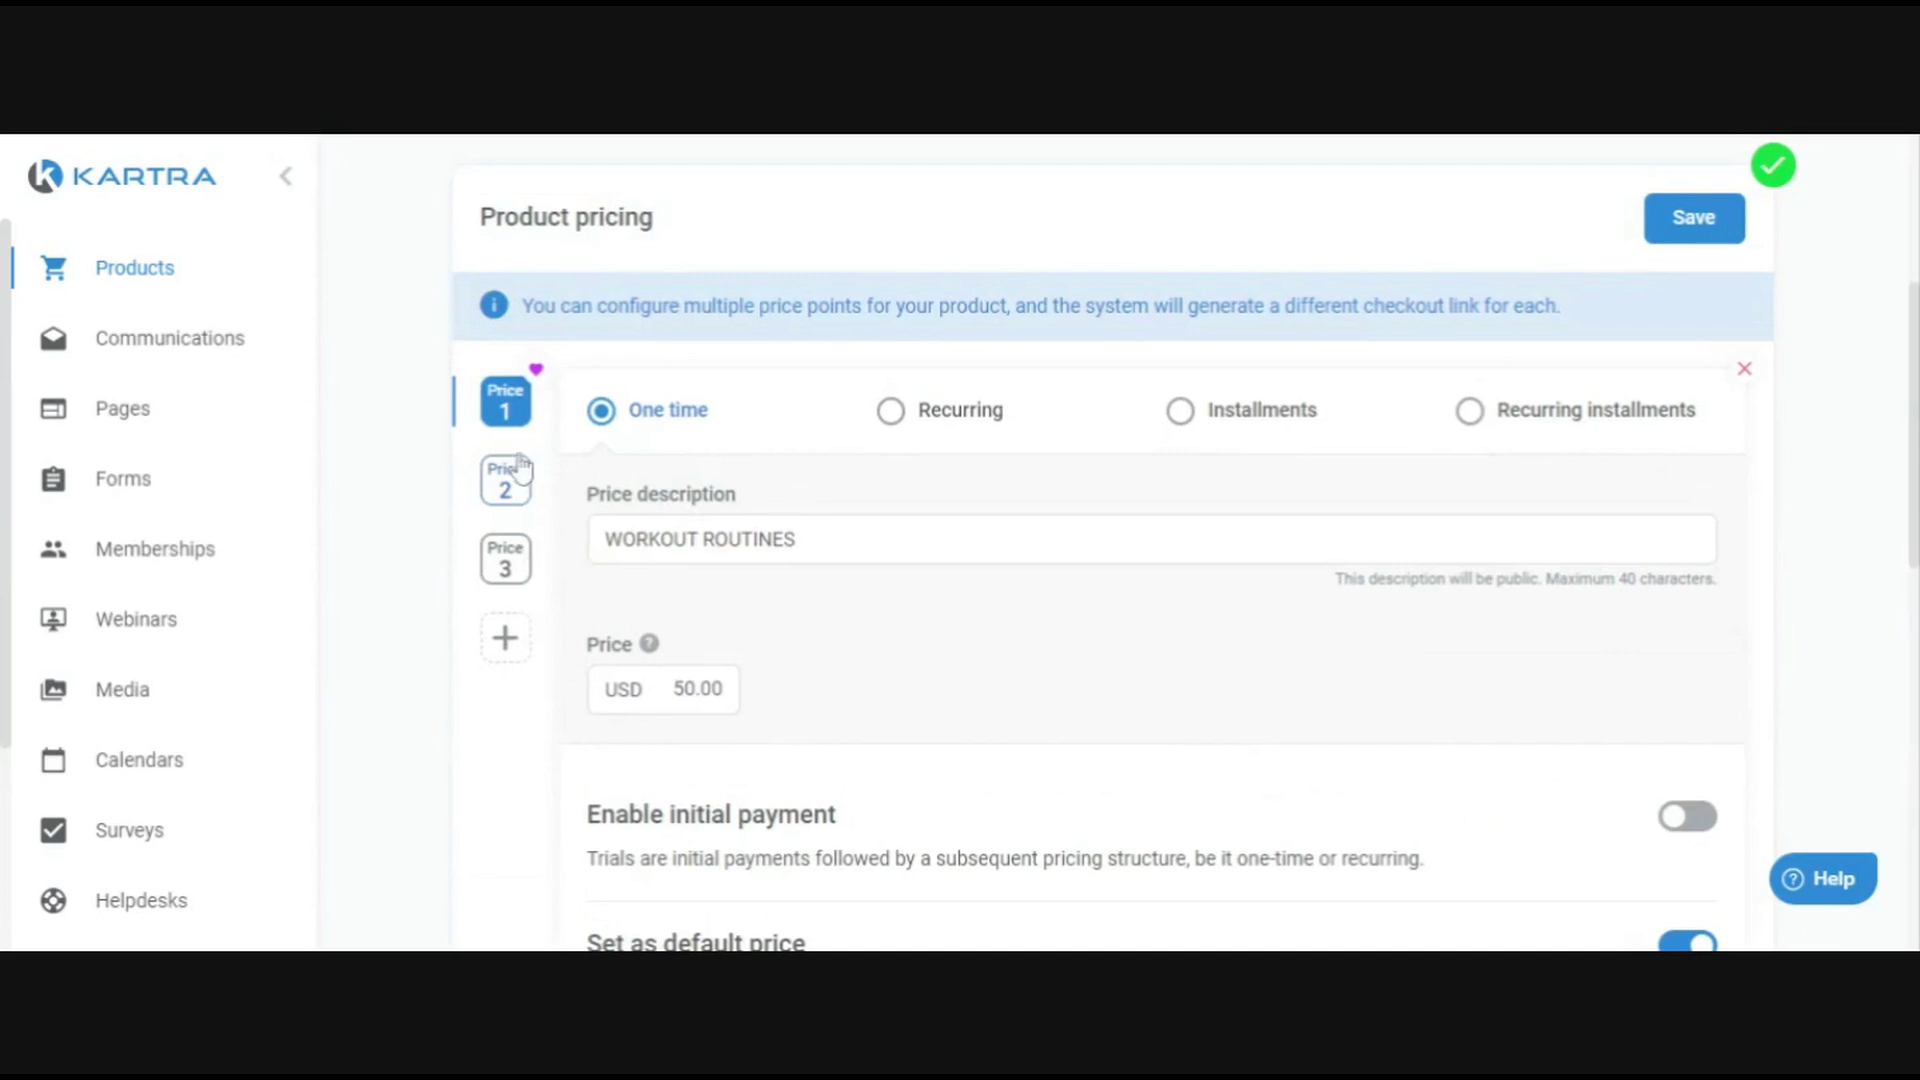 KARTRA
Products
Communications
Pages
Forms
Memberships
Webinars
Media
Calendars
Surveys
Helpdesks
Product pricing
Save
You can configure multiple price points for your product, and the system will generate a different checkout link for each.
Price
1
Price
2
Price
3
One time
Recurring
Installments
Recurring installments
Price description
WORKOUT ROUTINES
This description will be public. Maximum 40 characters.
Price
USD 50.00
Enable initial payment
Trials are initial payments followed by a subsequent pricing structure, be it one-time or recurring.
Set as default price
Help